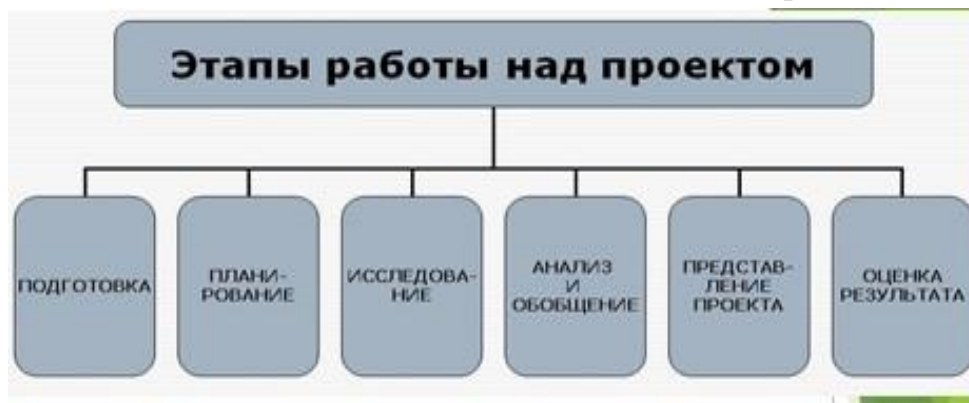 Этапы работы над проектом
ПОДГОТОВКА
ПЛАНИ-
РОВАНИЕ
ИССЛЕДОВА-
НИЕ
АНАЛИЗ
И
ОБОБЩЕНИЕ
ПРЕДСТАВ-
ЛЕНИЕ
ПРОЕКТА
ОЦЕНКА
РЕЗУЛЬТАТА